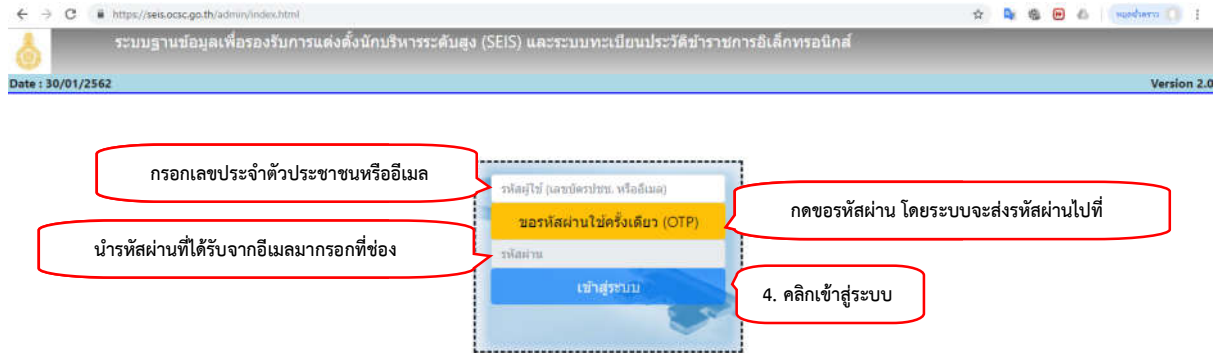 https://seis.ocsc.go.th/admin/index.html
ระบบฐานข้อมูลเพื่อรองรับการแต่งตั้งนักบริหารระดับสูง (SEIS) และระบบทะเบียนประวัติข้าราชการอิเล็กทรอนิกส์
Date : 30/01/2562
Version 2.0
กรอกเลขประจำตัวประชาชนหรืออีเมล
รหัสผู้ใช้ (เลขบัตรปชช. หรืออีเมล)
กดขอรหัสผ่าน โดยระบบจะส่งรหัสผ่านไปที่
ขอรหัสผ่านใช้ครั้งเดียว (OTP)
นำรหัสผ่านที่ได้รับจากอีเมลมากรอกที่ช่อง
รหัสผ่าน
เข้าสู่ระบบ
4. คลิกเข้าสู่ระบบ